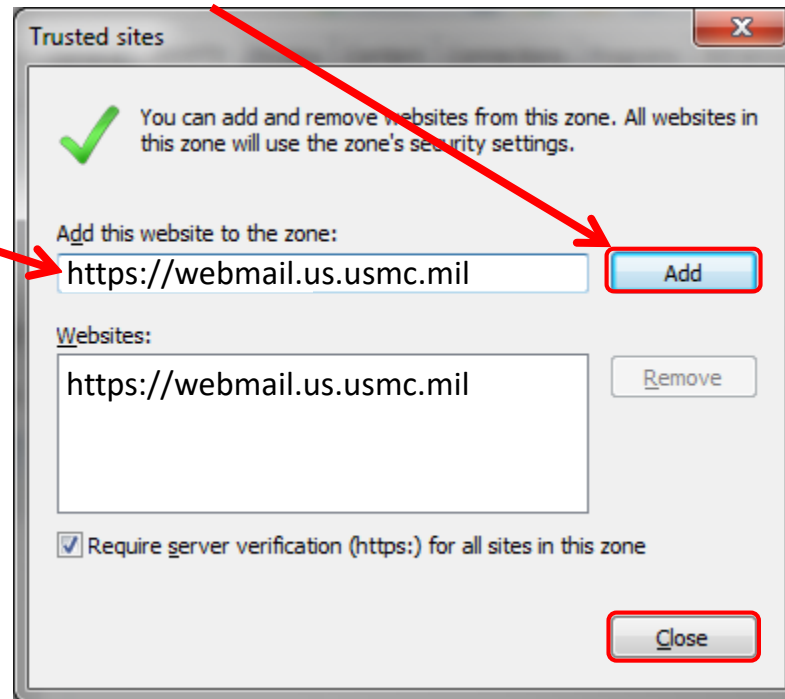 Trusted sites
You can add and remove websites from this zone. All websites in
this zone will use the zone's security settings.
Add this website to the zone:
https://webmail.us.usmc.mil
Add
Websites:
https://webmail.us.usmc.mil
Remove
Require server verification (https:) for all sites in this zone
Close